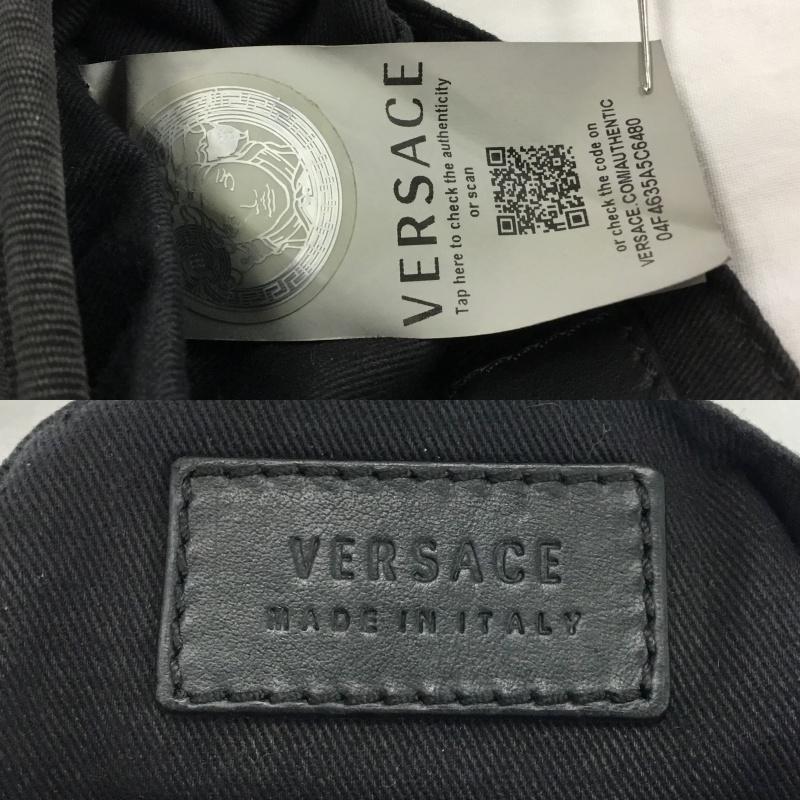 VERSACE
Tap here to check the authenticity
or scan
or check the code on
VERSACE.COM/AUTHENTIC
04F4635A5C6480
VERSACE
MADE IN ITALY